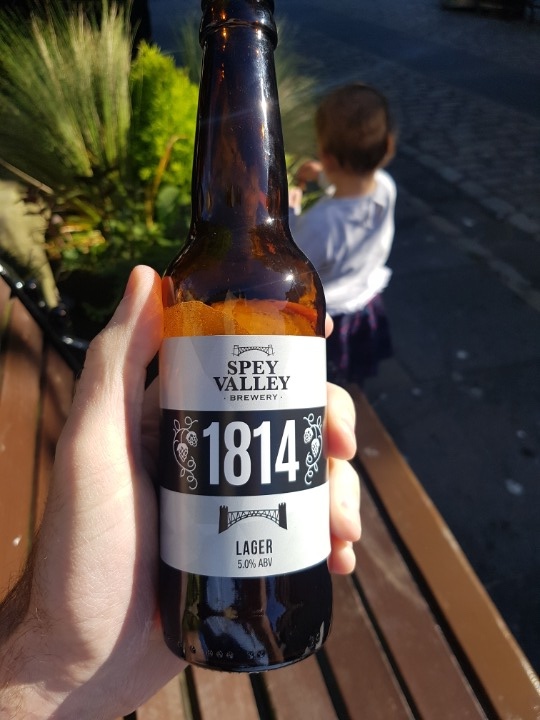 SPEY
VALLEY
· BREWERY ·
1814
LAGER
5.0% ABV